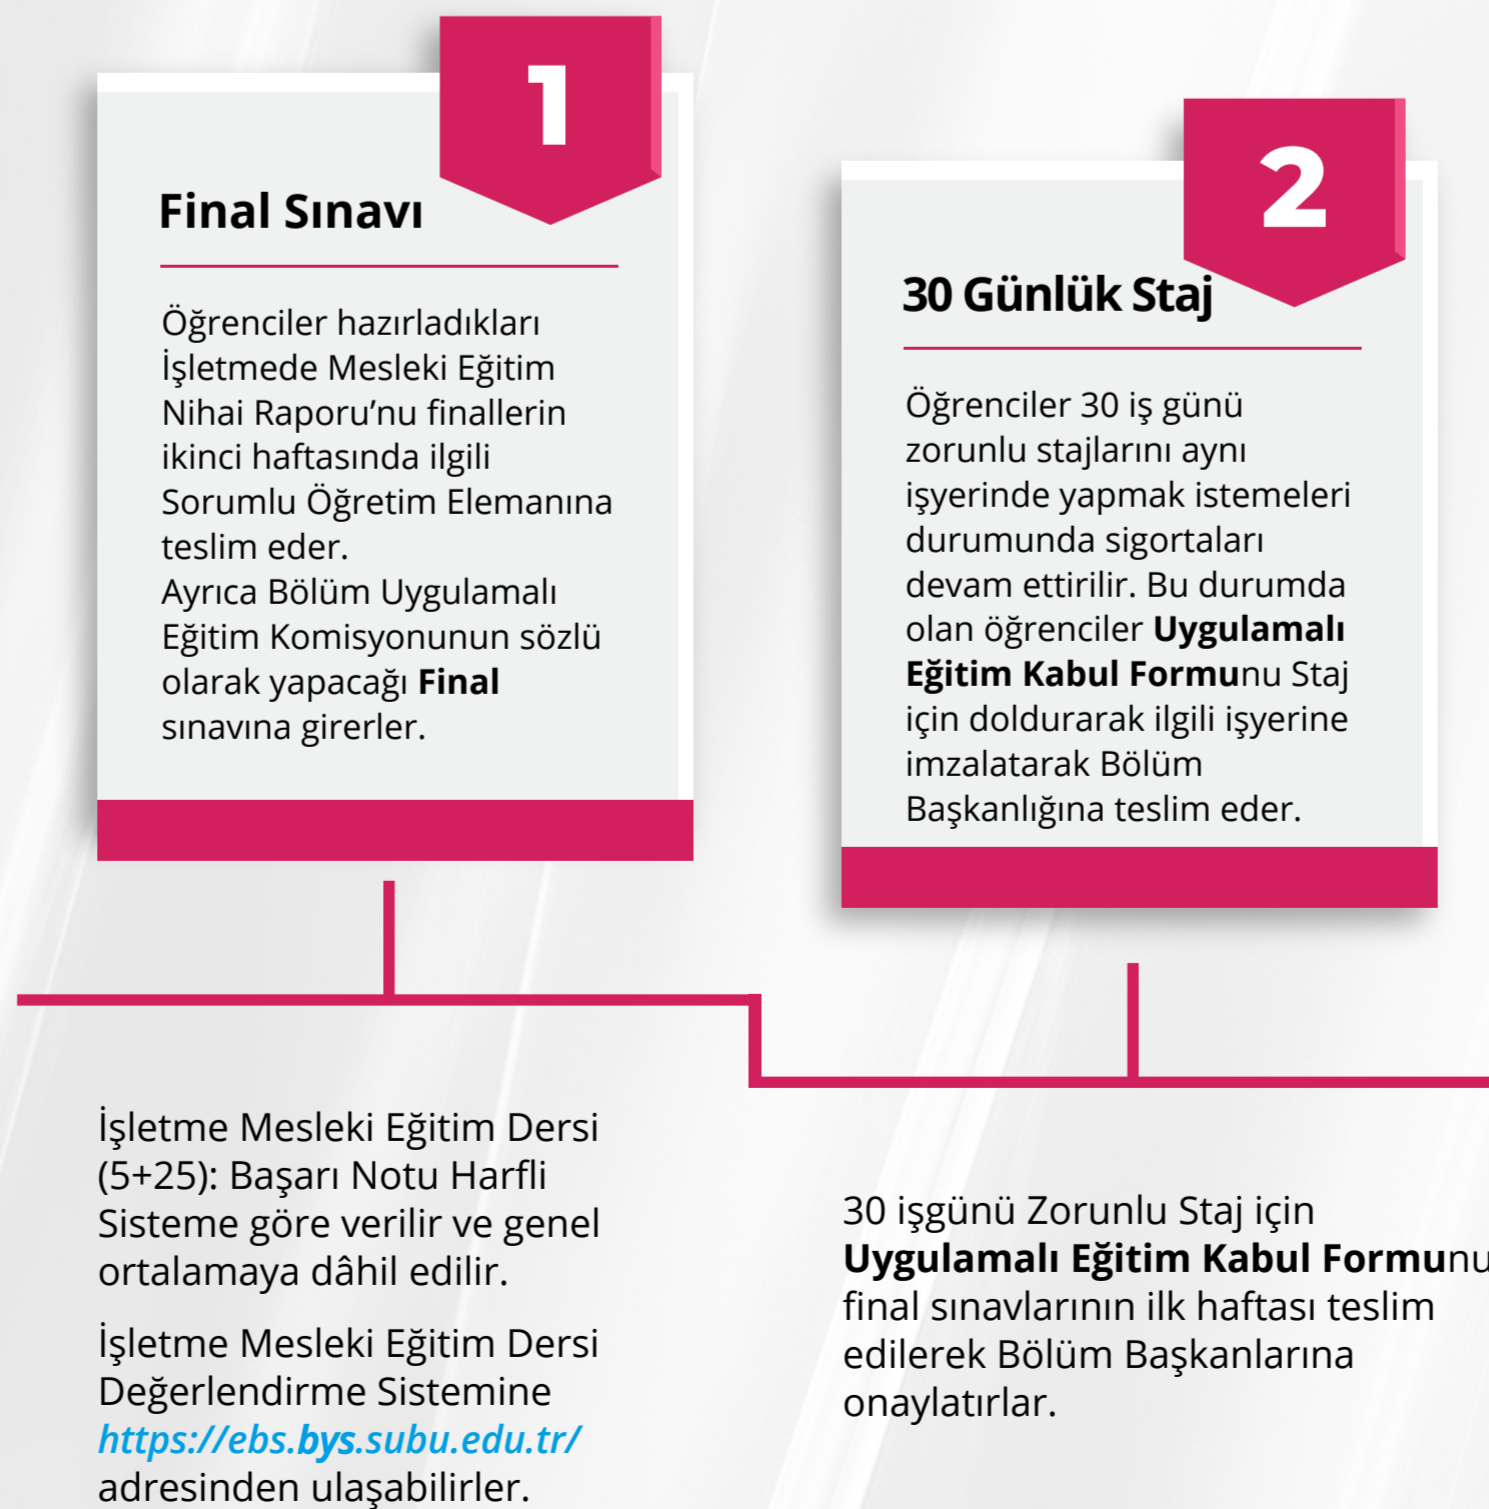 1
Final Sınavı
Öğrenciler hazırladıkları
İşletmede Mesleki Eğitim
Nihai Raporu’nu finallerin
ikinci haftasında ilgili
Sorumlu Öğretim Elemanına
teslim eder.
Ayrıca Bölüm Uygulamalı
Eğitim Komisyonunun sözlü
olarak yapacağı Final
sınavına girerler.
İşletme Mesleki Eğitim Dersi
(5+25): Başarı Notu Harfli
Sisteme göre verilir ve genel
ortalamaya dâhil edilir.
İşletme Mesleki Eğitim Dersi
Değerlendirme Sistemine
https://ebs.bys.subu.edu.tr/
adresinden ulaşabilirler.
2
30 Günlük Staj
Öğrenciler 30 iş günü
zorunlu stajlarını aynı
işyerinde yapmak istemeleri
durumunda sigortaları
devam ettirilir. Bu durumda
olan öğrenciler Uygulamalı
Eğitim Kabul Formunu Staj
için doldurarak ilgili işyerine
imzalatarak Bölüm
Başkanlığına teslim eder.
30 işgünü Zorunlu Staj için
Uygulamalı Eğitim Kabul Formunu
final sınavlarının ilk haftası teslim
edilerek Bölüm Başkanlarına
onaylatırlar.